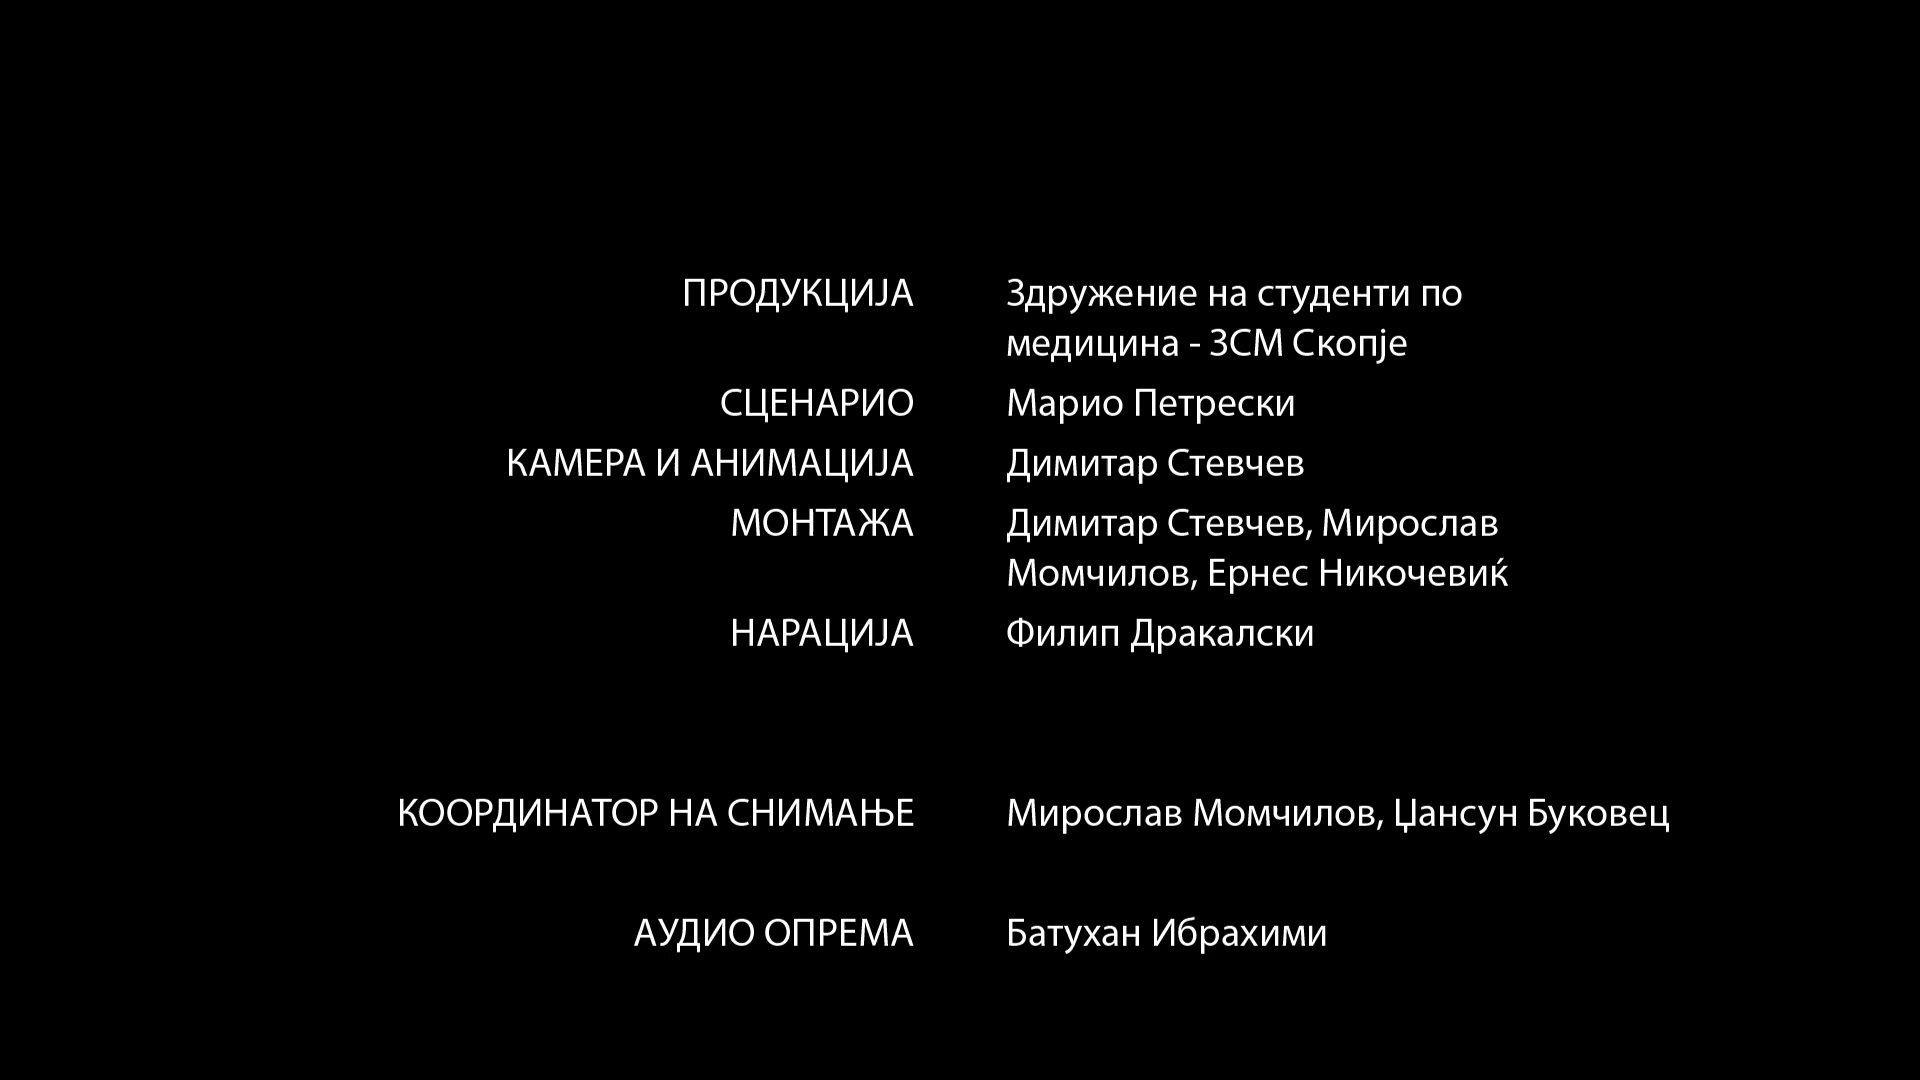 ПРОДУКЦИЈА Здружение на студенти по
медицина - ЗСМ Скопје
СЦЕНАРИО Марио Петрески
КАМЕРА И АНИМАЦИЈА Димитар Стевчев
МОНТАЖА Димитар Стевчев, Мирослав
Момчилов, Ернес Никочевиќ
НАРАЦИЈА Филип Дракалски
КООРДИНАТОР НА СНИМАЊЕ Мирослав Момчилов, Џансун Буковец
АУДИО ОПРЕМА Батухан Ибрахими